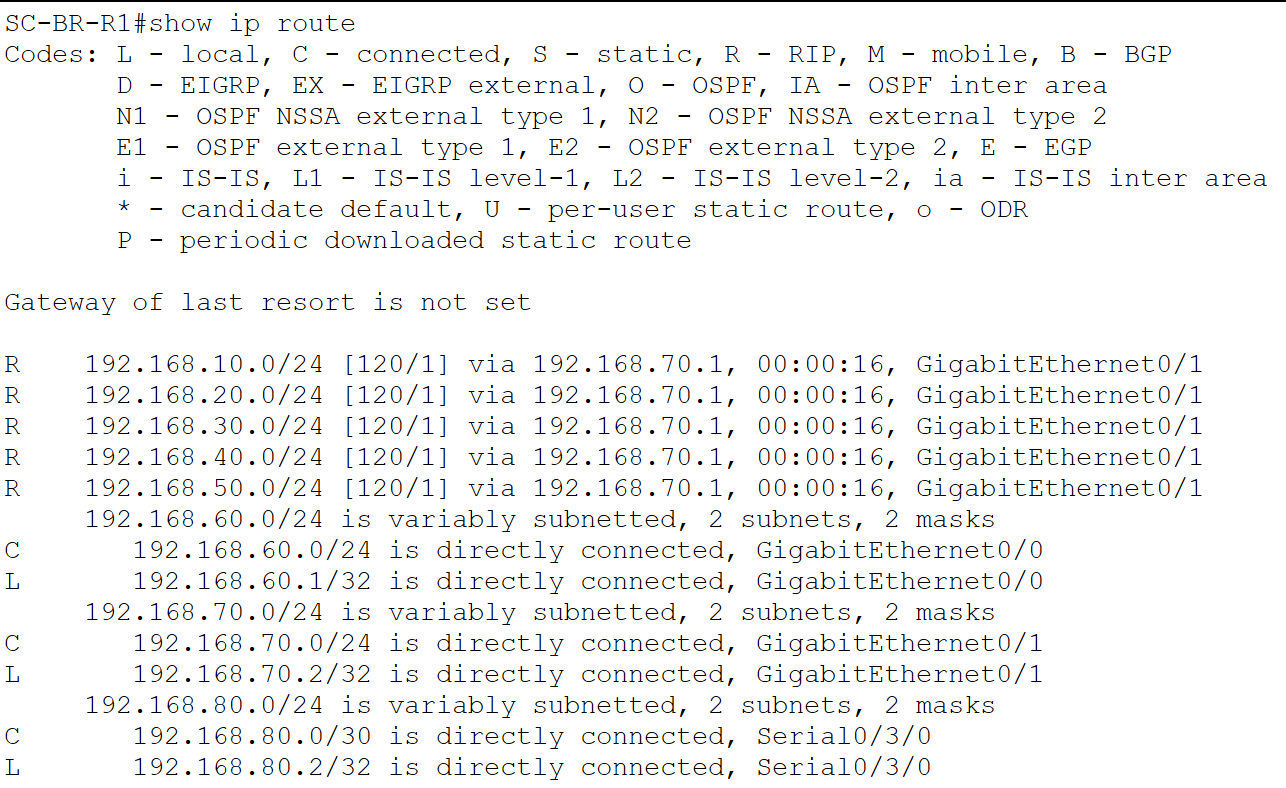 SC-BR-R1#show ip route
Codes: L - local, C - connected, S - static, R - RIP, M - mobile, B - BGP
       D - EIGRP, EX - EIGRP external, O - OSPF, IA - OSPF inter area
       N1 - OSPF NSSA external type 1, N2 - OSPF NSSA external type 2
       E1 - OSPF external type 1, E2 - OSPF external type 2, E - EGP
       i - IS-IS, L1 - IS-IS level-1, L2 - IS-IS level-2, ia - IS-IS inter area
       * - candidate default, U - per-user static route, o - ODR
       P - periodic downloaded static route

Gateway of last resort is not set

R    192.168.10.0/24 [120/1] via 192.168.70.1, 00:00:16, GigabitEthernet0/1
R    192.168.20.0/24 [120/1] via 192.168.70.1, 00:00:16, GigabitEthernet0/1
R    192.168.30.0/24 [120/1] via 192.168.70.1, 00:00:16, GigabitEthernet0/1
R    192.168.40.0/24 [120/1] via 192.168.70.1, 00:00:16, GigabitEthernet0/1
R    192.168.50.0/24 [120/1] via 192.168.70.1, 00:00:16, GigabitEthernet0/1
     192.168.60.0/24 is variably subnetted, 2 subnets, 2 masks
C       192.168.60.0/24 is directly connected, GigabitEthernet0/0
L       192.168.60.1/32 is directly connected, GigabitEthernet0/0
     192.168.70.0/24 is variably subnetted, 2 subnets, 2 masks
C       192.168.70.0/24 is directly connected, GigabitEthernet0/1
L       192.168.70.2/32 is directly connected, GigabitEthernet0/1
     192.168.80.0/24 is variably subnetted, 2 subnets, 2 masks
C       192.168.80.0/30 is directly connected, Serial0/3/0
L       192.168.80.2/32 is directly connected, Serial0/3/0